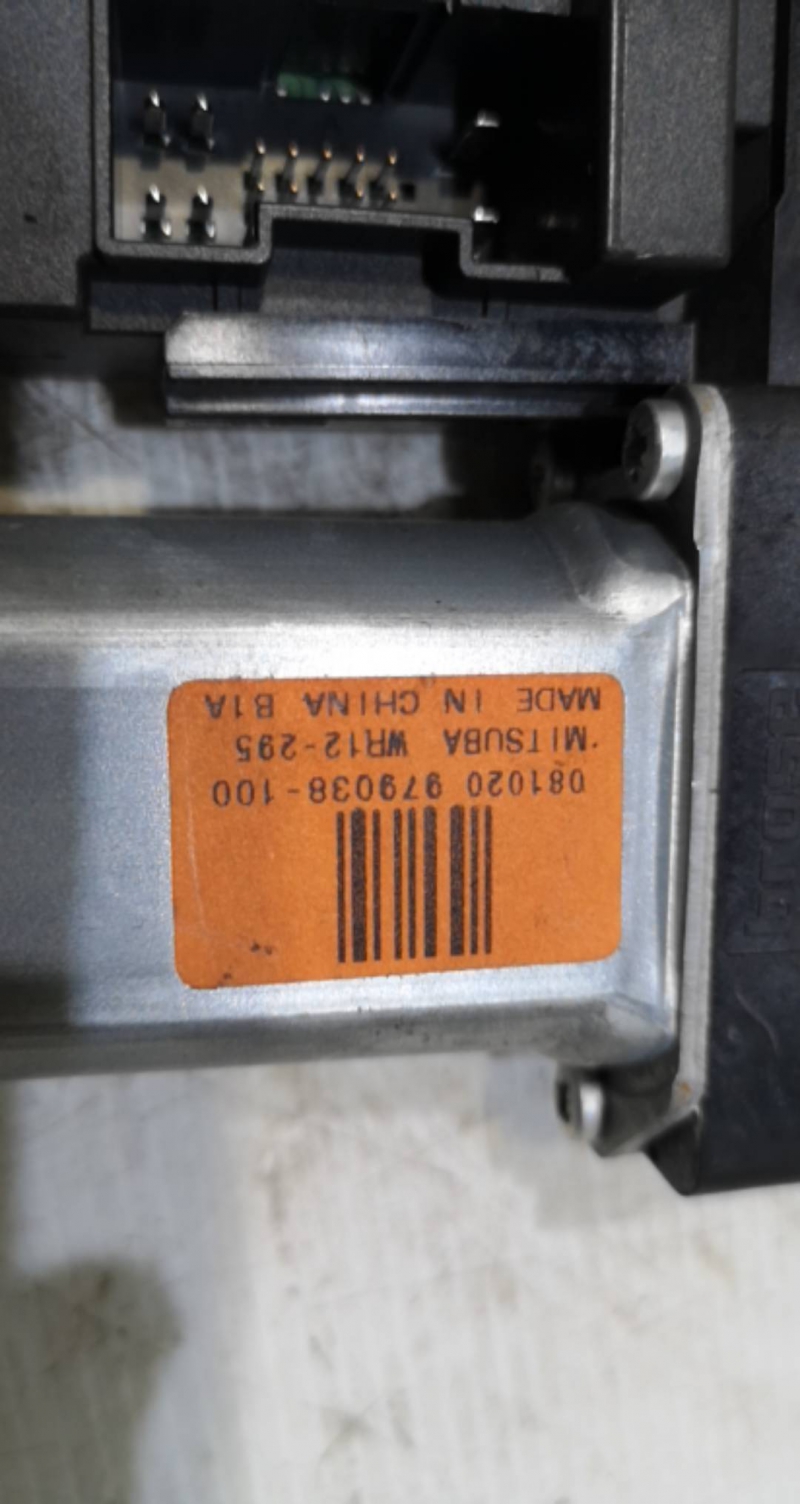 081020 979038-100
MITSUBA WR12-295
MADE IN CHINA B1A